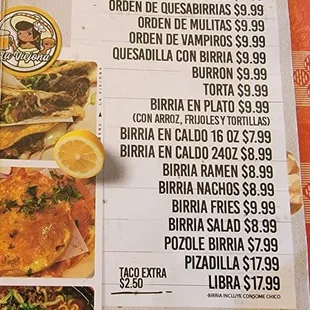 La Viejona
ORDEN DE QUESABIRRIAS $9.99
ORDEN DE MULITAS $9.99
ORDEN DE VAMPIROS $9.99
QUESADILLA CON BIRRIA $9.99
BURRON $9.99
TORTA $9.99
BIRRIA EN PLATO $9.99
(CON ARROZ, FRIJOLES Y TORTILLAS)
BIRRIA EN CALDO 16 OZ $7.99
BIRRIA EN CALDO 24OZ $8.99
BIRRIA RAMEN $8.99
BIRRIA NACHOS $8.99
BIRRIA FRIES $9.99
BIRRIA SALAD $8.99
POZOLE BIRRIA $7.99
PIZADILLA $17.99
LIBRA $17.99
-BIRRIA INCLUYE CONSOME CHICO
TACO EXTRA
$2.50